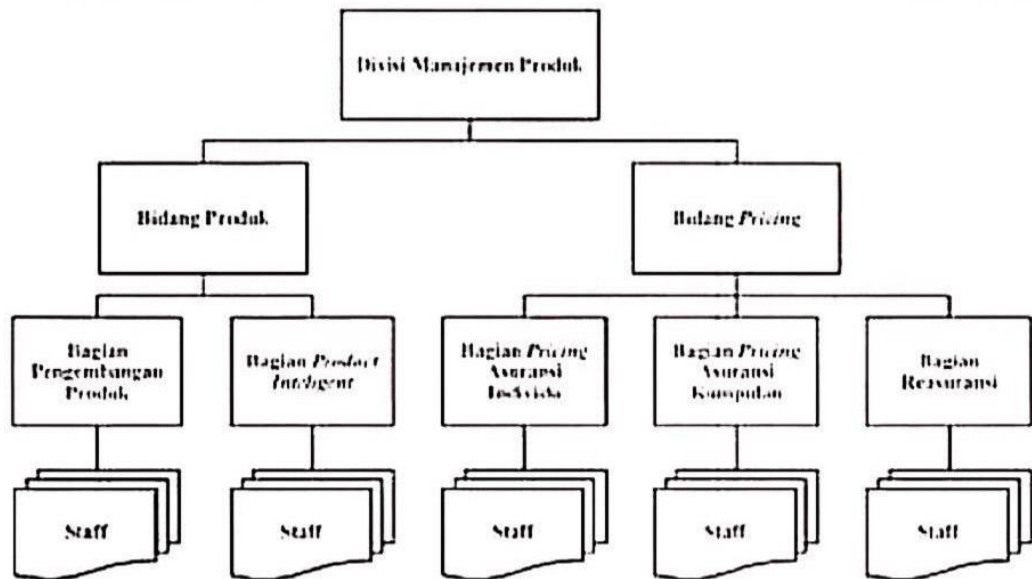 Divisi Manajemen Produk
Bidang Produk
Bidang Pricing
Bagian
Pengembangan
Produk
Bagian Product
Inteligent
Bagian Pricing
Asuransi
Individu
Bagian Pricing
Asuransi
Kumpulan
Bagian
Reasuransi
Staff
Staff
Staff
Staff
Staff